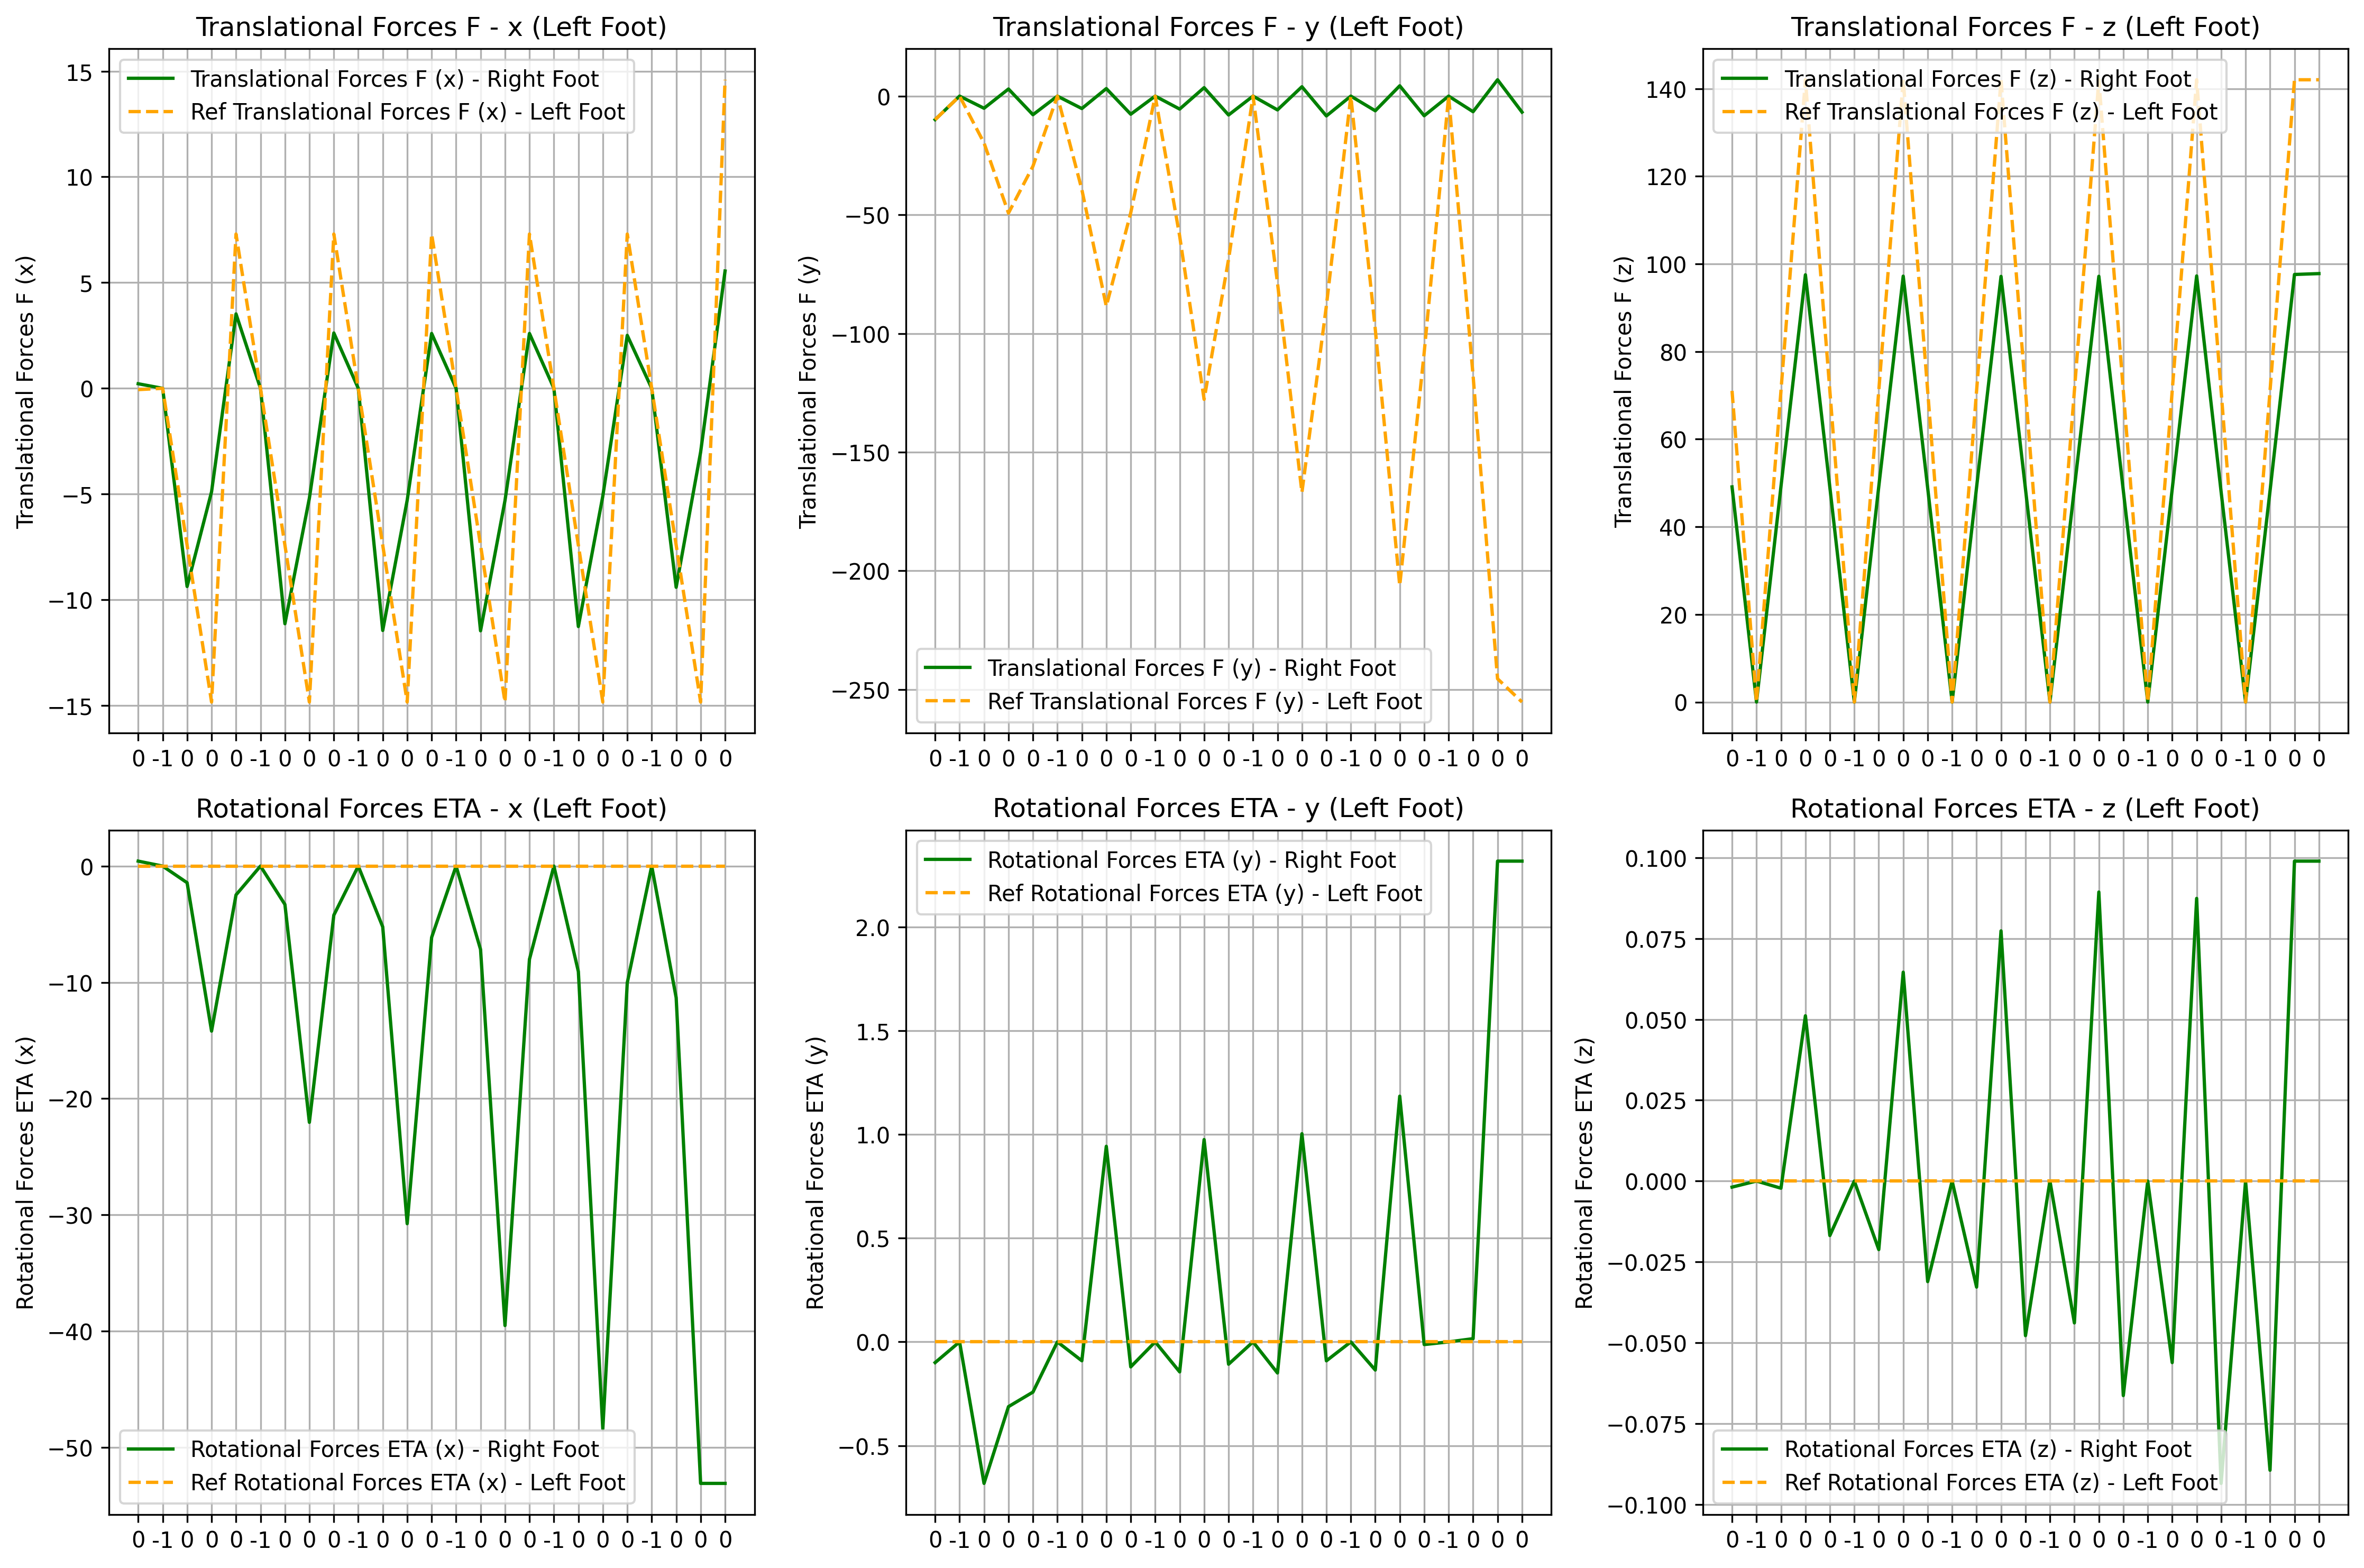 Translational Forces F - x (Left Foot)
Translational Forces F (x)
15
10
5
0
−5
−10
−15
Translational Forces F (x) - Right Foot
Ref Translational Forces F (x) - Left Foot
0 -1 0 0 0 -1 0 0 0 -1 0 0 0 -1 0 0 0 -1 0 0 0 -1 0 0 0
Translational Forces F - y (Left Foot)
Translational Forces F (y)
0
−50
−100
−150
−200
−250
Translational Forces F (y) - Right Foot
Ref Translational Forces F (y) - Left Foot
0 -1 0 0 0 -1 0 0 0 -1 0 0 0 -1 0 0 0 -1 0 0 0 -1 0 0 0
Translational Forces F - z (Left Foot)
Translational Forces F (z)
140
120
100
80
60
40
20
0
Translational Forces F (z) - Right Foot
Ref Translational Forces F (z) - Left Foot
0 -1 0 0 0 -1 0 0 0 -1 0 0 0 -1 0 0 0 -1 0 0 0 -1 0 0 0
Rotational Forces ETA - x (Left Foot)
Rotational Forces ETA (x)
0
−10
−20
−30
−40
−50
Rotational Forces ETA (x) - Right Foot
Ref Rotational Forces ETA (x) - Left Foot
0 -1 0 0 0 -1 0 0 0 -1 0 0 0 -1 0 0 0 -1 0 0 0 -1 0 0 0
Rotational Forces ETA - y (Left Foot)
Rotational Forces ETA (y)
2.0
1.5
1.0
0.5
0.0
−0.5
Rotational Forces ETA (y) - Right Foot
Ref Rotational Forces ETA (y) - Left Foot
0 -1 0 0 0 -1 0 0 0 -1 0 0 0 -1 0 0 0 -1 0 0 0 -1 0 0 0
Rotational Forces ETA - z (Left Foot)
Rotational Forces ETA (z)
0.100
0.075
0.050
0.025
0.000
−0.025
−0.050
−0.075
−0.100
Rotational Forces ETA (z) - Right Foot
Ref Rotational Forces ETA (z) - Left Foot
0 -1 0 0 0 -1 0 0 0 -1 0 0 0 -1 0 0 0 -1 0 0 0 -1 0 0 0